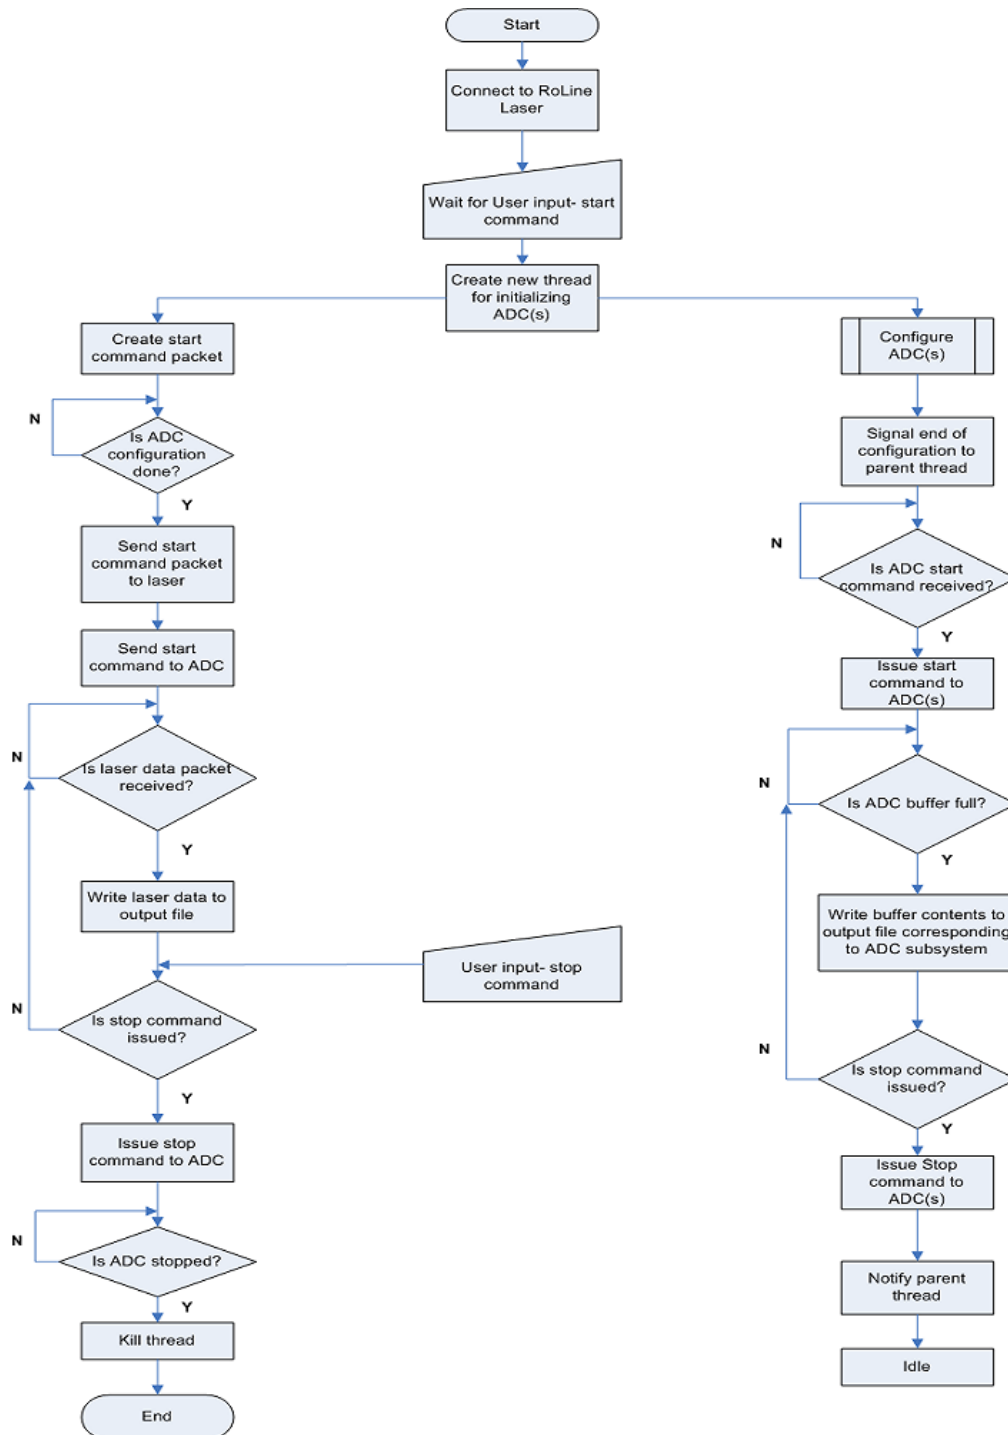 Start
Connect to RoLine
Laser
Wait for User input- start
command
Create new thread
for initializing
ADC(s)
Create start
command packet
N
Is ADC
configuration
done?
Y
Send start
command packet
to laser
Send start
command to ADC
N
Is laser data packet
received?
Y
Write laser data to
output file
User input- stop
command
N
Is stop command
issued?
Y
Issue stop
command to ADC
N
Is ADC stopped?
Y
Kill thread
End
Configure
ADC(s)
Signal end of
configuration to
parent thread
N
Is ADC start
command received?
Y
Issue start
command to
ADC(s)
N
Is ADC buffer full?
Y
Write buffer contents to
output file corresponding
to ADC subsystem
N
Is stop command
issued?
Y
Issue Stop
command to
ADC(s)
Notify parent
thread
Idle